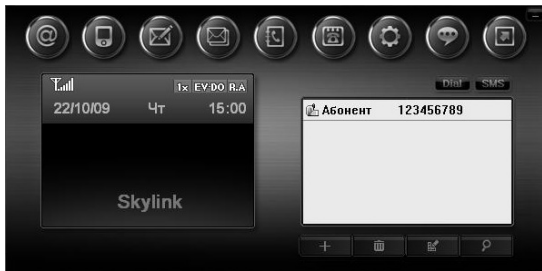 Dial SMS
1x EV-DO R.A
22/10/09 Чт 15:00
Абонент 123456789
Skylink